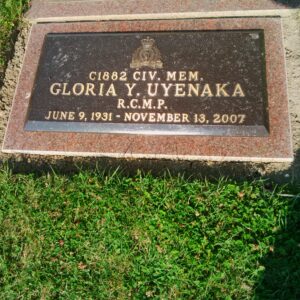 C1882 CIV. MEM.
GLORIA Y. UYENAKA
R.C.M.P.
JUNE 9, 1931 - NOVEMBER 13, 2007